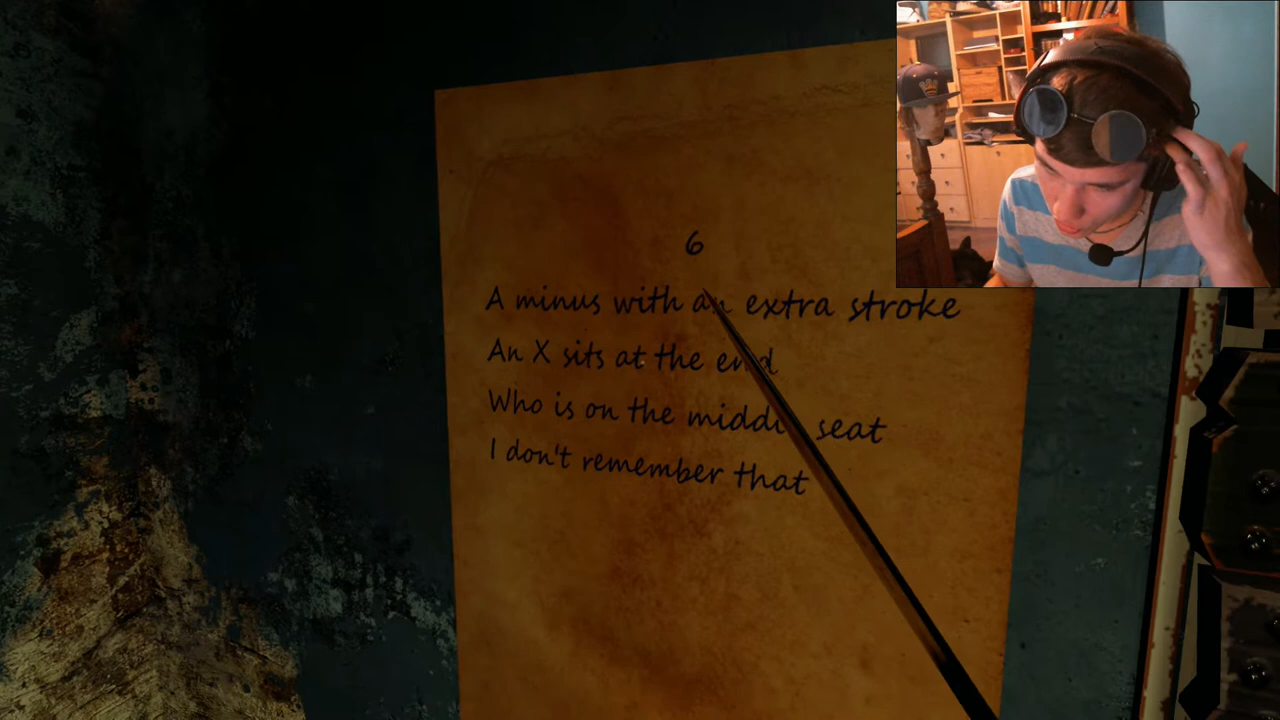 6
A minus with an extra stroke
An X sits at the end
Who is on the middle seat
I don't remember that